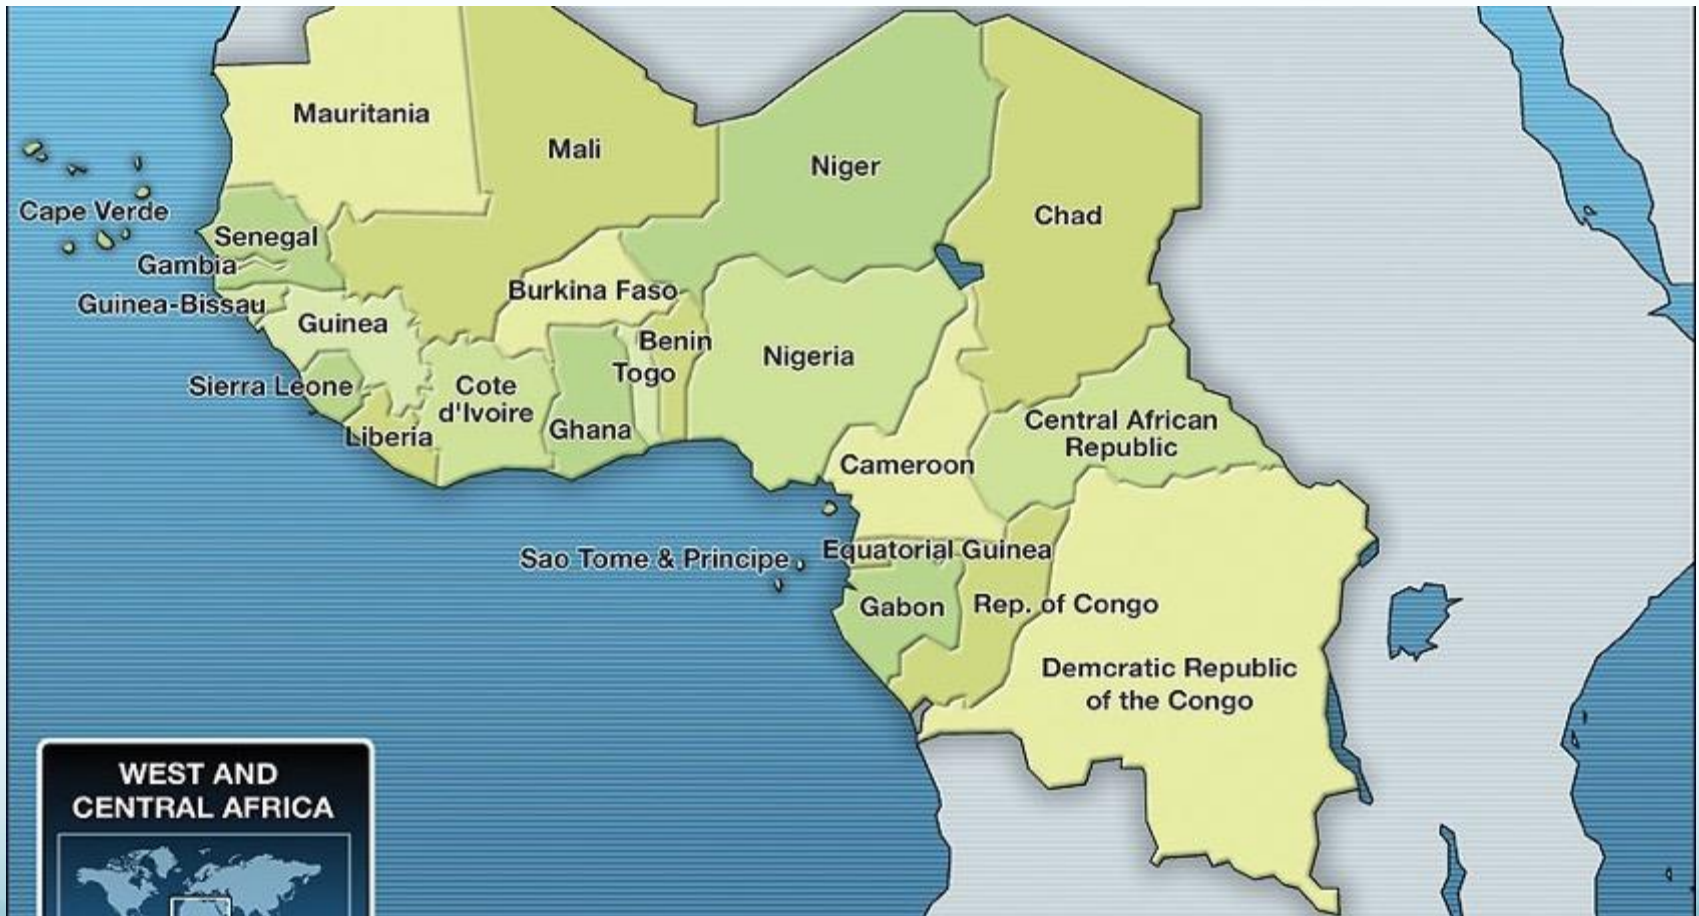 Mauritania
Mali
Niger
Chad
Cape Verde
Senegal
Gambia
Guinea-Bissau
Burkina Faso
Guinea
Benin
Togo
Nigeria
Sierra Leone
Cote
d'Ivoire
Ghana
Liberia
Central African
Republic
Cameroon
Sao Tome & Principe
Equatorial Guinea
Gabon
Rep. of Congo
Demcratic Republic
of the Congo
WEST AND
CENTRAL AFRICA